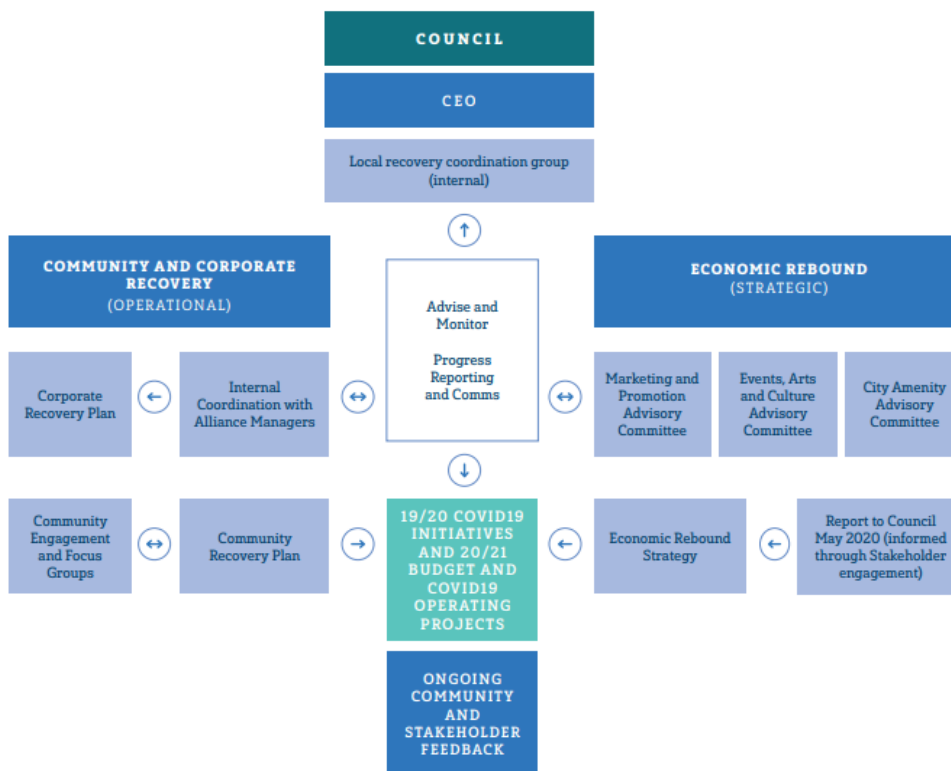 COUNCIL
CEO
Local recovery coordination group
(internal)
↑
COMMUNITY AND CORPORATE
RECOVERY
(OPERATIONAL)
Advise and
Monitor
Progress
Reporting
and Comms
ECONOMIC REBOUND
(STRATEGIC)
Corporate
Recovery Plan
←
Internal
Coordination with
Alliance Managers
↔
↔
Marketing and
Promotion
Advisory
Committee
Events, Arts
and Culture
Advisory
Committee
City Amenity
Advisory
Committee
↓
Community
Engagement
and Focus
Groups
↔
Community
Recovery Plan
→
19/20 COVID19
INITIATIVES
AND 20/21
BUDGET AND
COVID19
OPERATING
PROJECTS
←
Economic Rebound
Strategy
←
Report to Council
May 2020 (informed
through Stakeholder
engagement)
ONGOING
COMMUNITY
AND
STAKEHOLDER
FEEDBACK